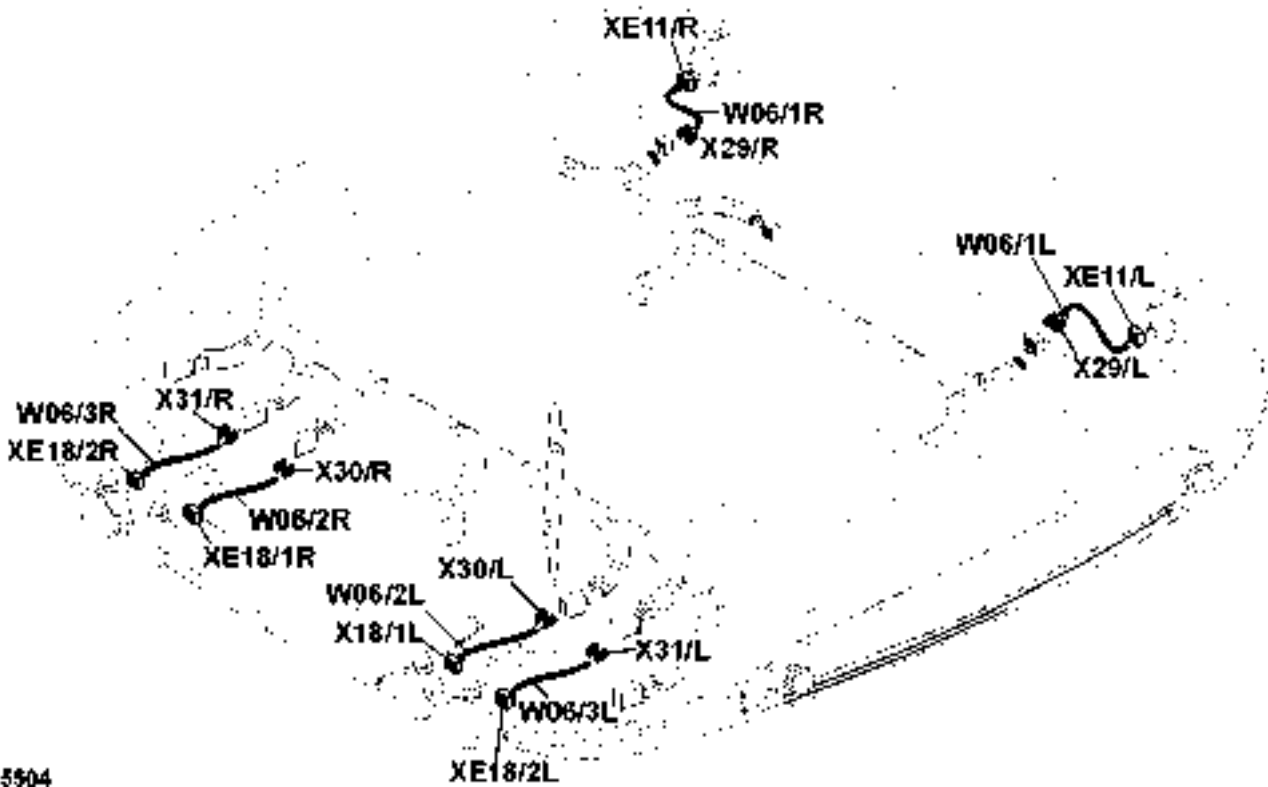 XE11/R
W06/1R
X29/R
W06/1L
XE11/L
X29/L
X31/R
W06/3R
XE18/2R
X30/R
W06/2R
XE18/1R
X30/L
W06/2L
X18/1L
X31/L
W06/3L
XE18/2L
5504